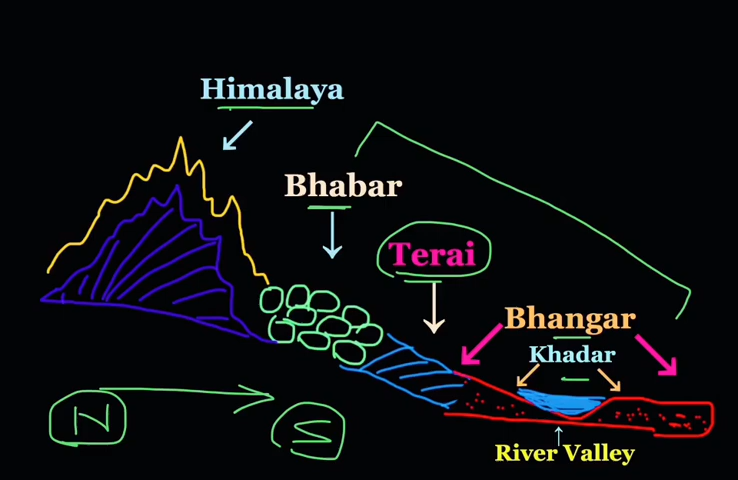 Himalaya
Bhabar
Terai
Bhangar
Khadar
N
S
River Valley